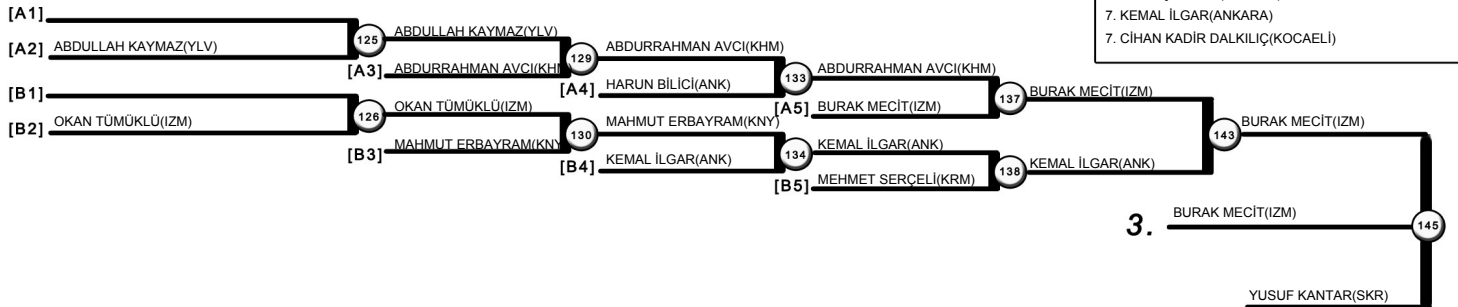 7. KEMAL İLGAR(ANKARA)
7. CİHAN KADİR DALKILIÇ(KOCAELİ)
[A1]
[A2] ABDULLAH KAYMAZ(YLV)
125
ABDULLAH KAYMAZ(YLV)
[A3] ABDURRAHMAN AVCI(KHM)
129
ABDURRAHMAN AVCI(KHM)
[A4] HARUN BİLİCİ(ANK)
133
ABDURRAHMAN AVCI(KHM)
[A5] BURAK MECİT(IZM)
137
BURAK MECİT(IZM)
[B1]
[B2] OKAN TÜMÜKLÜ(IZM)
126
OKAN TÜMÜKLÜ(IZM)
[B3] MAHMUT ERBAYRAM(KNY)
130
MAHMUT ERBAYRAM(KNY)
[B4] KEMAL İLGAR(ANK)
134
KEMAL İLGAR(ANK)
[B5] MEHMET SERÇELİ(KRM)
138
KEMAL İLGAR(ANK)
143
BURAK MECİT(IZM)
3. BURAK MECİT(IZM)
145
YUSUF KANTAR(SKR)